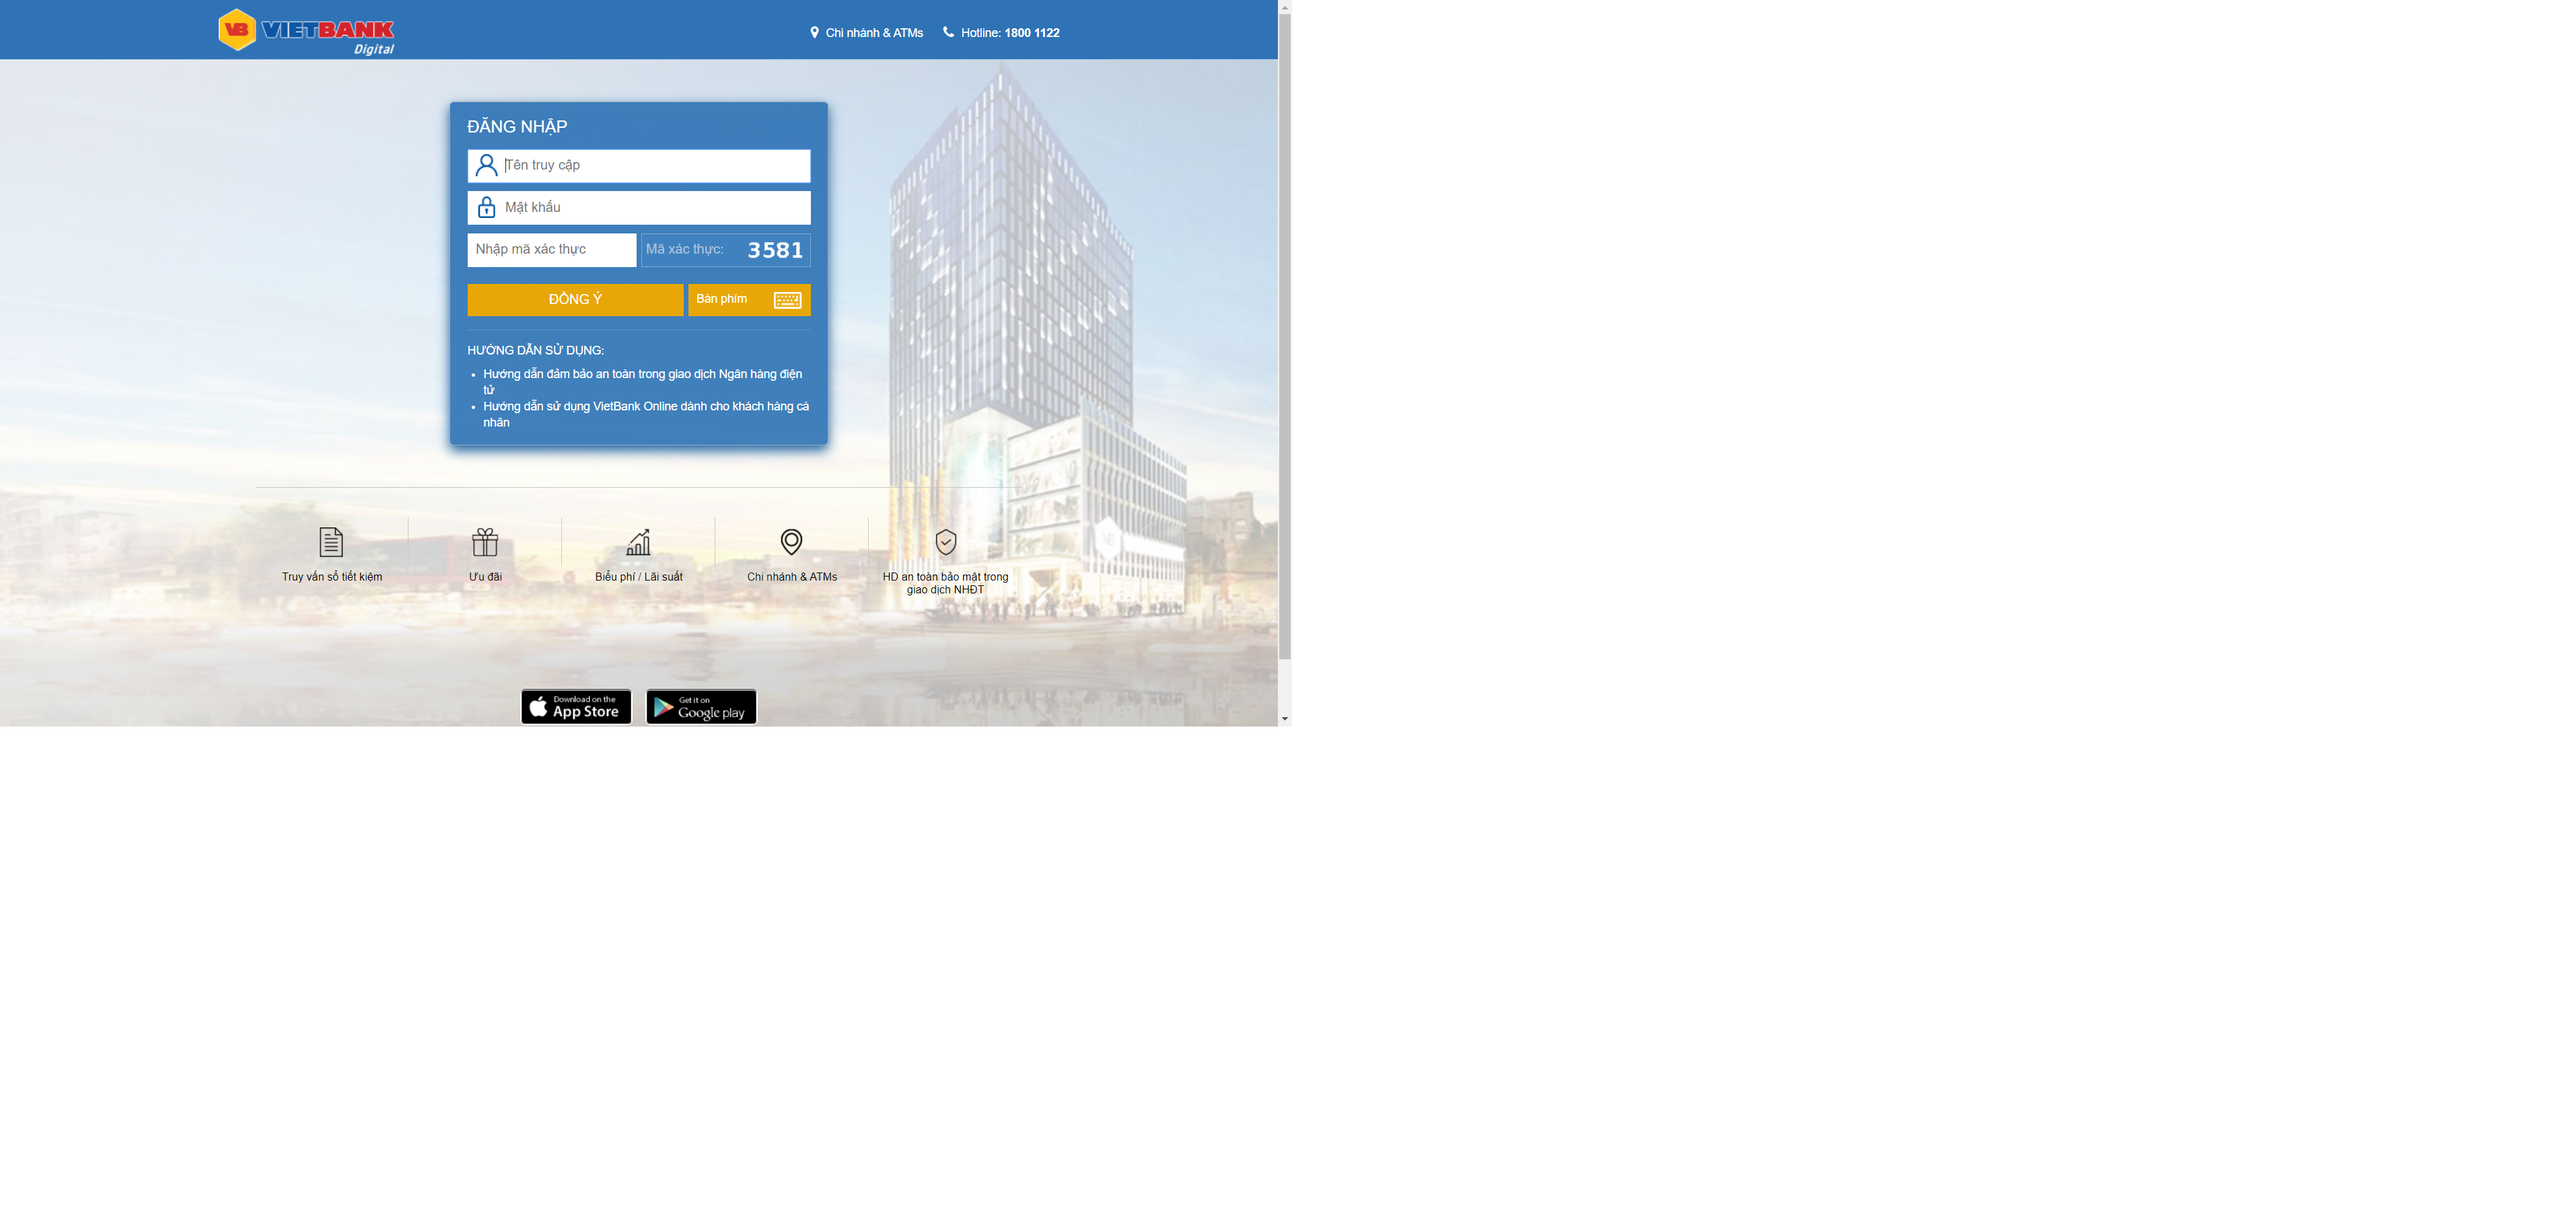 VB VIETBANK
Digital
Chi nhánh & ATMs
Hotline: 1800 1122
ĐĂNG NHẬP
Tên truy cập
Mật khẩu
Nhập mã xác thực
Mã xác thực: 3581
ĐỒNG Ý
Bàn phím
HƯỚNG DẪN SỬ DỤNG:
Hướng dẫn đảm bảo an toàn trong giao dịch Ngân hàng điện
tử
Hướng dẫn sử dụng VietBank Online dành cho khách hàng cá
nhân
Truy vấn sổ tiết kiệm
Ưu đãi
Biểu phí / Lãi suất
Chi nhánh & ATMs
HD an toàn bảo mật trong
giao dịch NHĐT
Download on the
App Store
Get it on
Google play